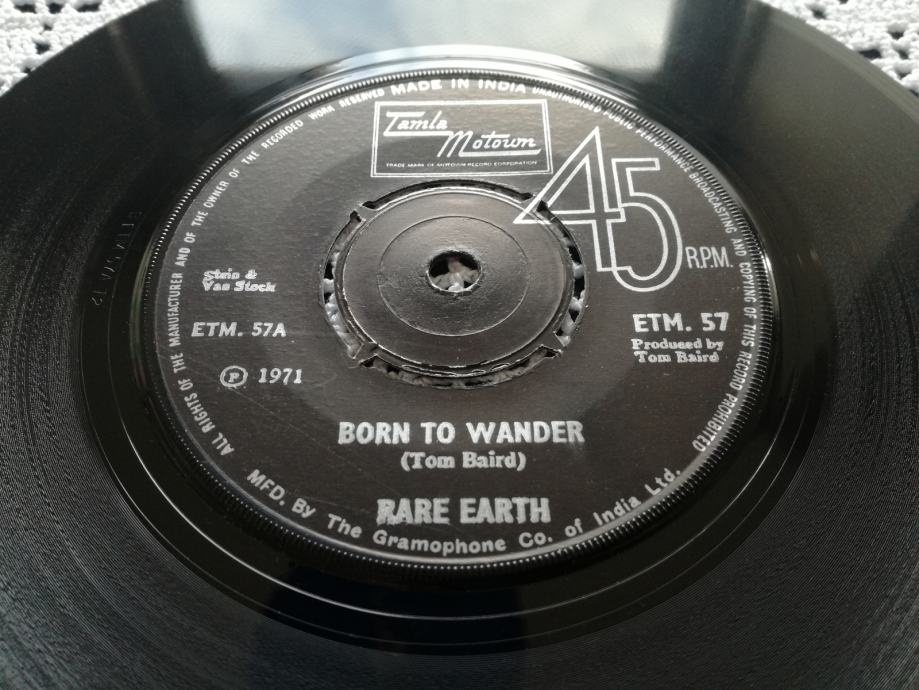 ALL RIGHTS OF THE MANUFACTURER AND OF THE OWNER OF THE RECORDED WORK RESERVED MADE IN INDIA UNAUTHORISED PUBLIC PERFORMANCE BROADCASTING AND COPYING OF THIS RECORD PROHIBITED
Tamla
Motown
TRADE MARK OF MOTOWN RECORD CORPORATION
45
R.P.M.
Stein &
Van Stock
ETM. 57A
℗ 1971
ETM. 57
Produced by
Tom Baird
BORN TO WANDER
(Tom Baird)
RARE EARTH
MFD. By The Gramophone Co. of India Ltd.